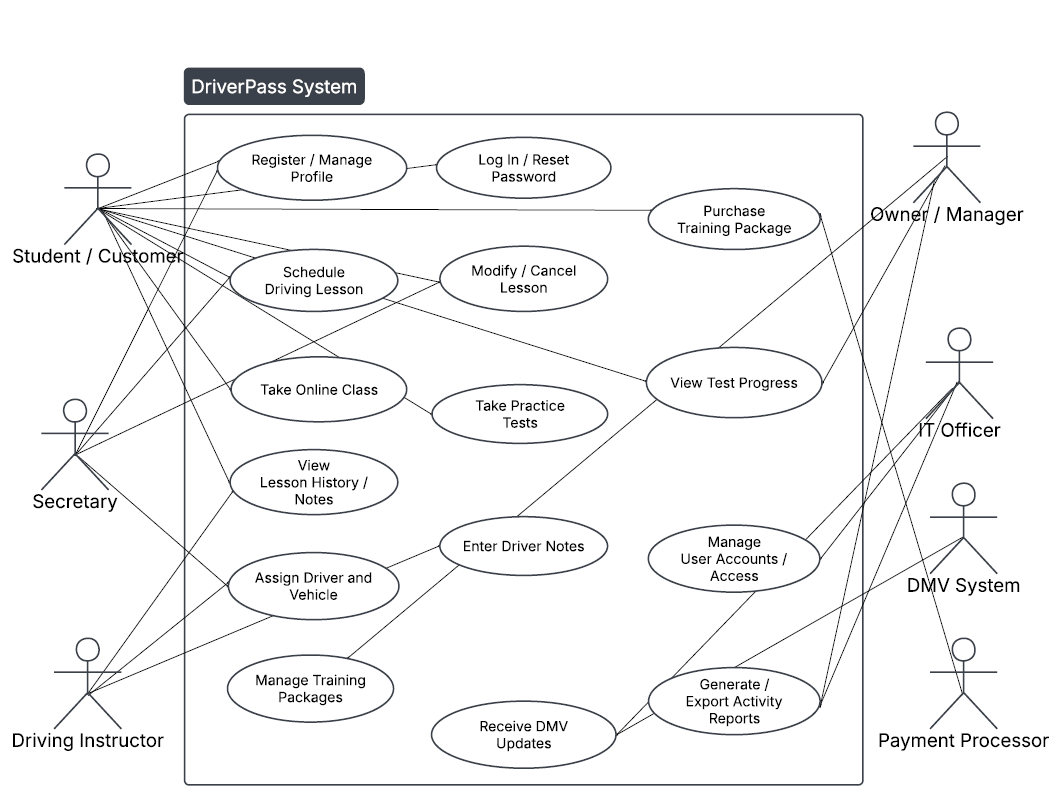 DriverPass System
Register / Manage
Profile
Log In / Reset
Password
Purchase
Training Package
Owner / Manager
Student / Customer
Schedule
Driving Lesson
Modify / Cancel
Lesson
Take Online Class
View Test Progress
Take Practice
Tests
IT Officer
View
Lesson History /
Notes
Secretary
Enter Driver Notes
Manage
User Accounts /
Access
Assign Driver and
Vehicle
DMV System
Manage Training
Packages
Generate /
Export Activity
Reports
Receive DMV
Updates
Driving Instructor
Payment Processor